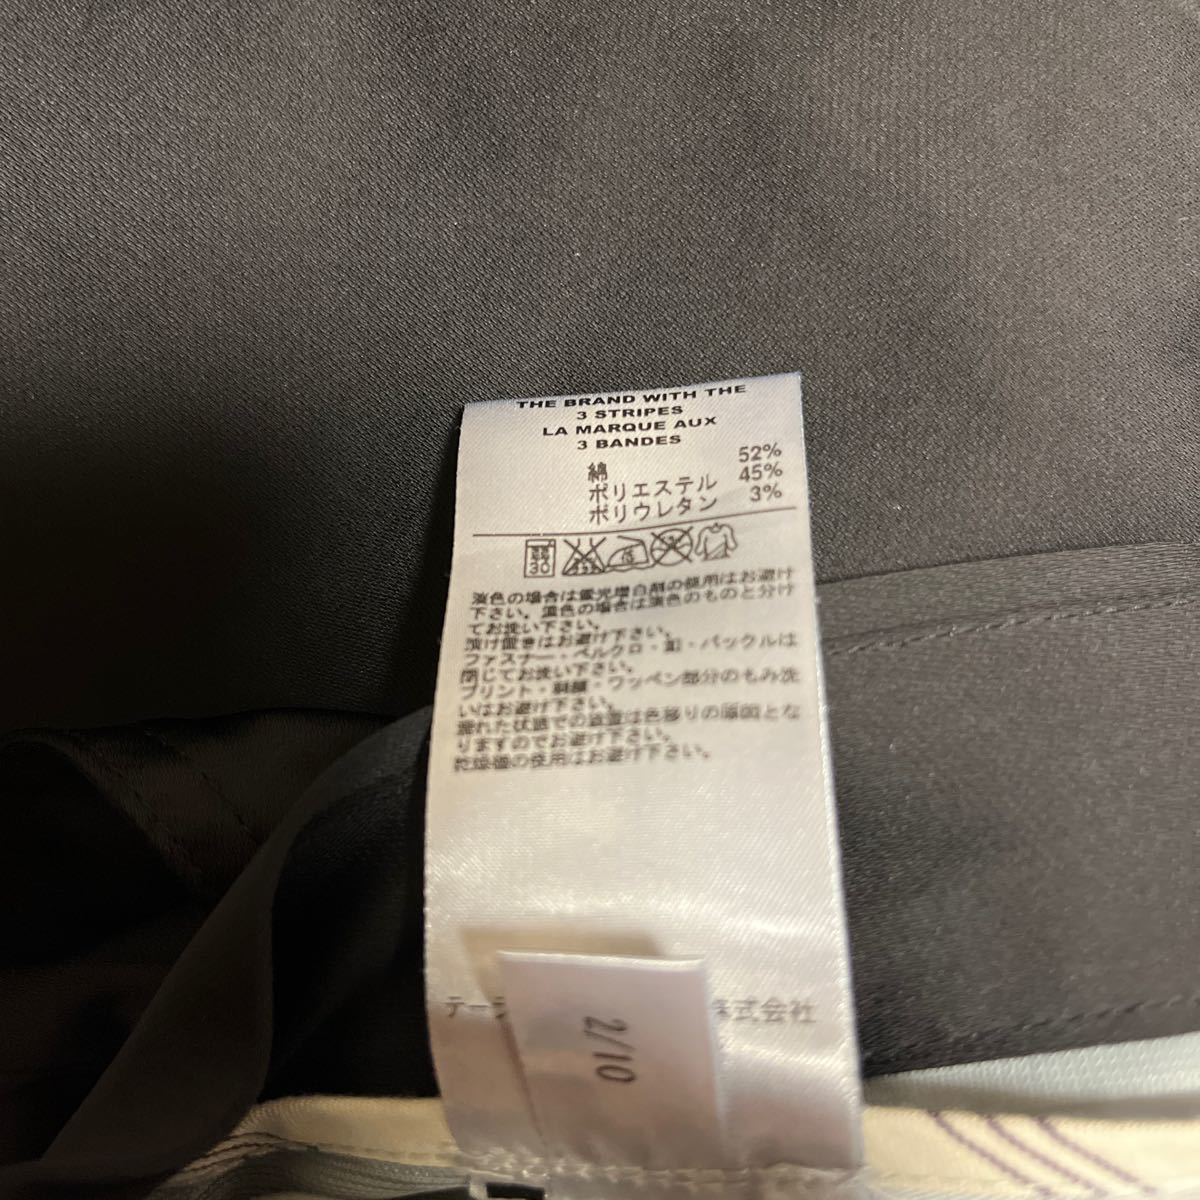 THE BRAND WITH THE
3 STRIPES
LA MARQUE AUX
3 BANDES
綿 52%
ポリエステル 45%
ポリウレタン 3%
30
淡色の場合は蛍光増白剤の使用はお避け
下さい。濃色の場合は淡色のものと分け
てお洗い下さい。
漬け置きはお避け下さい。
ファスナー・ベルクロ・釦・バックルは
閉じてお洗い下さい。
プリント・刺繍・ワッペン部分のもみ洗
いはお避け下さい。
濡れた状態での放置は色移りの原因とな
りますのでお避け下さい。
乾燥機の使用はお避け下さい。
テー 株式会社
2/10